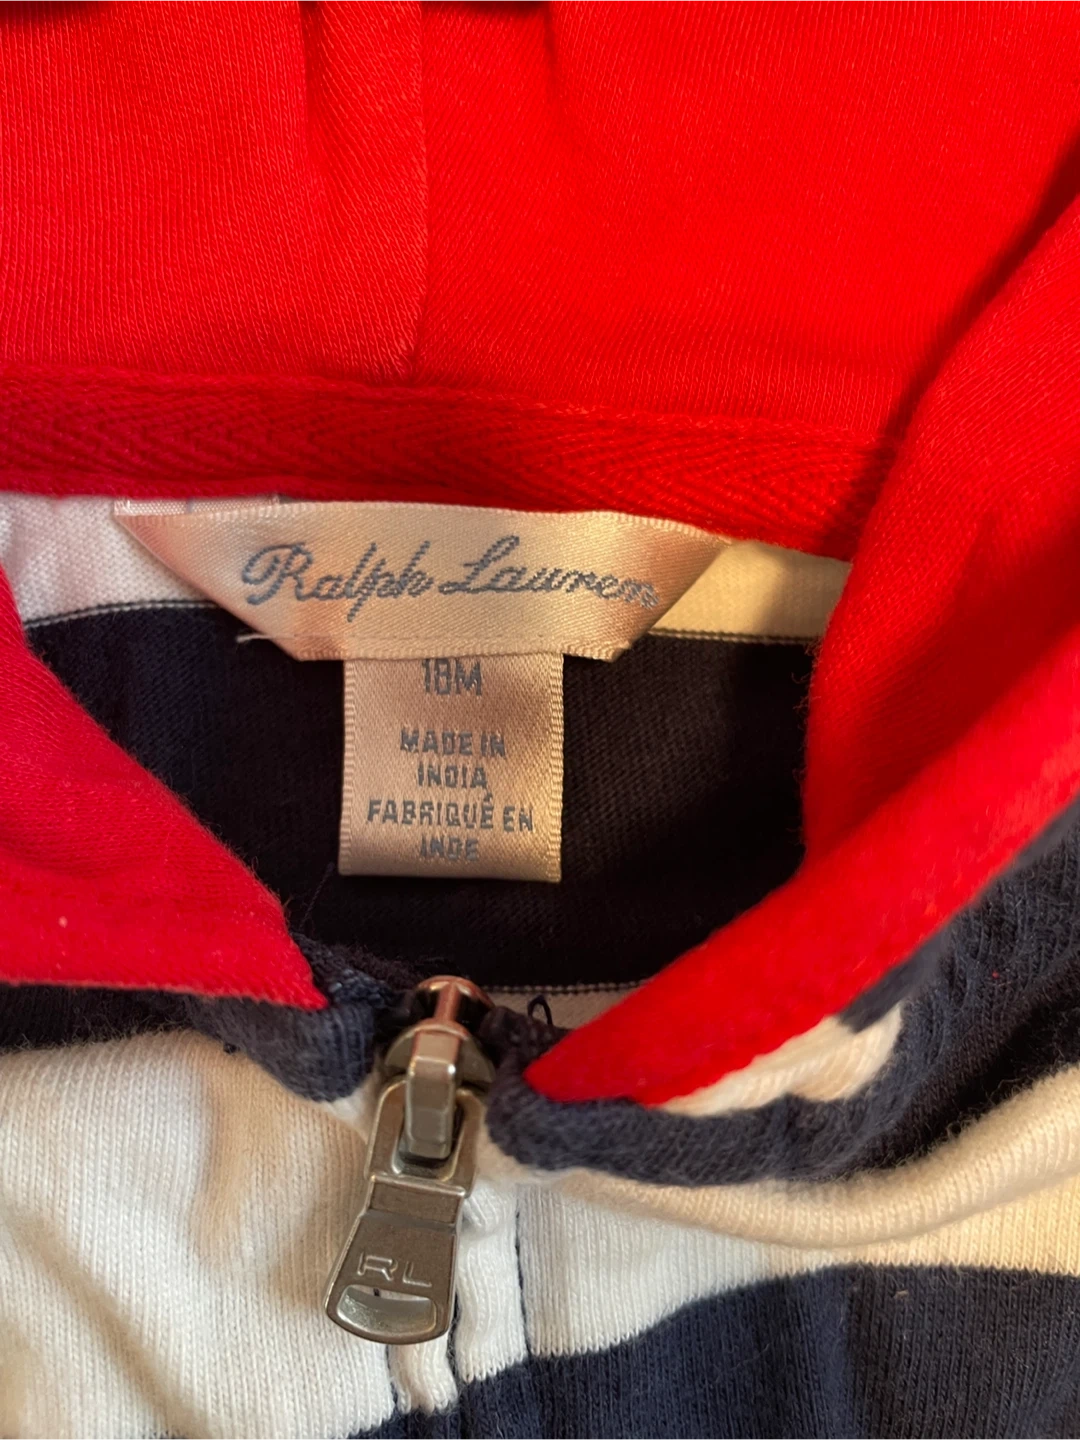 Ralph Lauren
18M
MADE IN
INDIA
FABRIQUÉ EN
INDE
RL